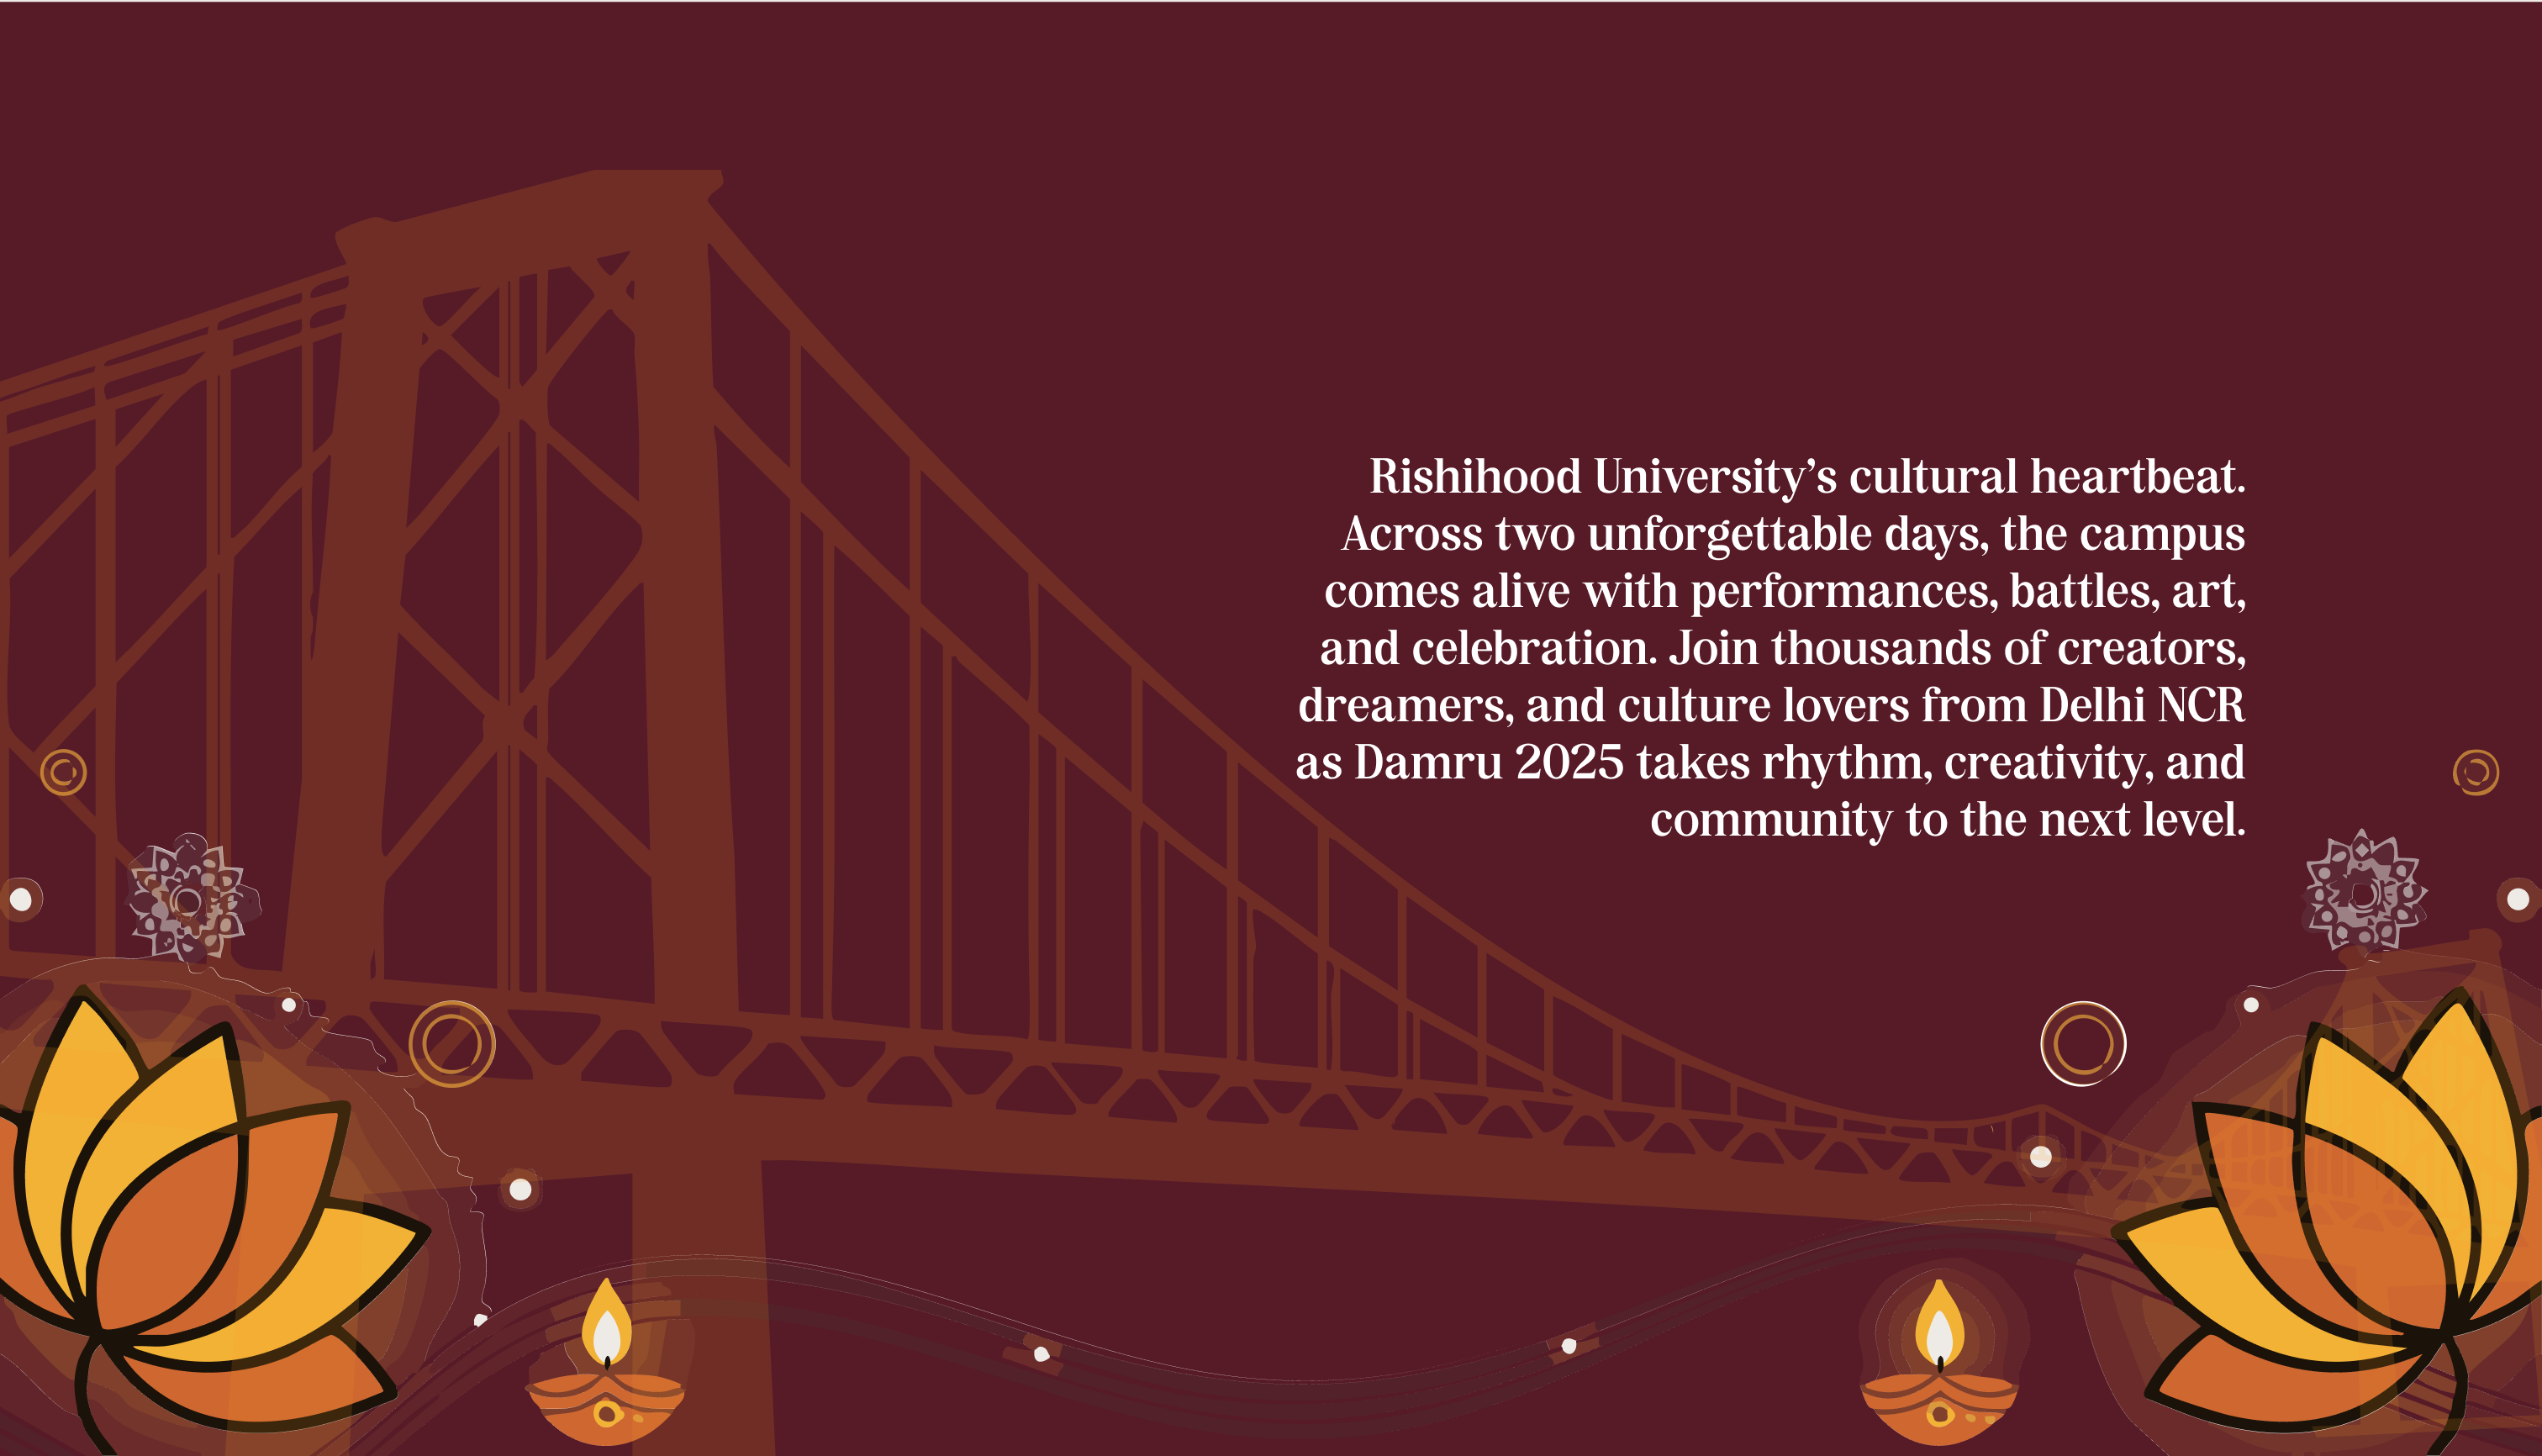 Rishihood University’s cultural heartbeat.
Across two unforgettable days, the campus
comes alive with performances, battles, art,
and celebration. Join thousands of creators,
dreamers, and culture lovers from Delhi NCR
as Damru 2025 takes rhythm, creativity, and
community to the next level.